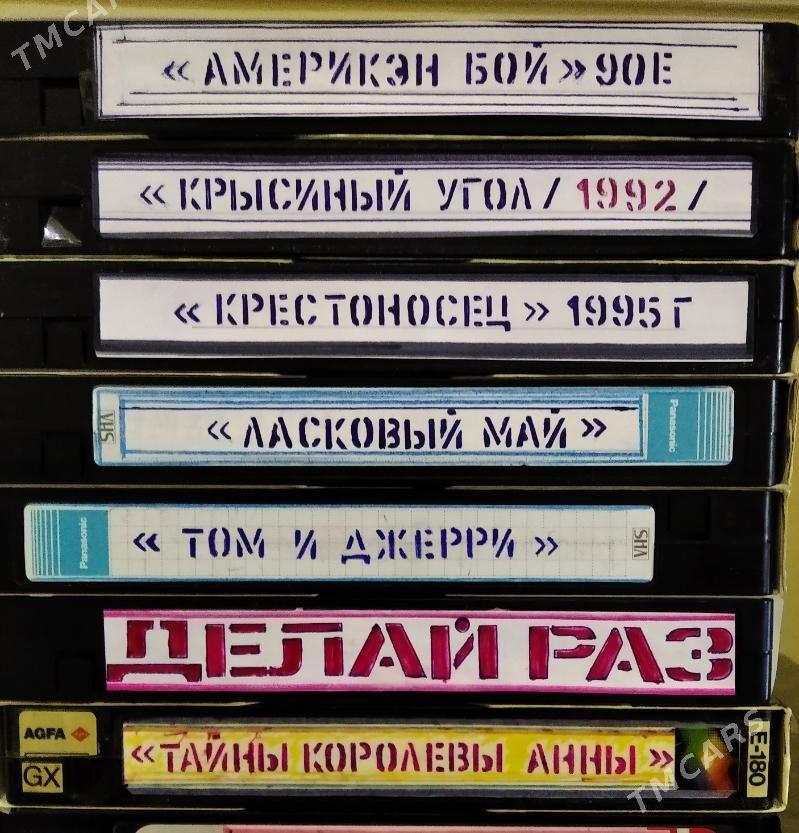 TMCARS
« АМЕРИКЭН БОЙ » 90Е
« КРЫСИНЫЙ УГОЛ / 1992 /
« КРЕСТОНОСЕЦ » 1995 Г
VHS « ЛАСКОВЫЙ МАЙ » Panasonic
Panasonic « ТОМ И ДЖЕРРИ » VHS
ДЕЛАЙ РАЗ
AGFA GX « ТАЙНЫ КОРОЛЕВЫ АННЫ » E-180
TMCARS